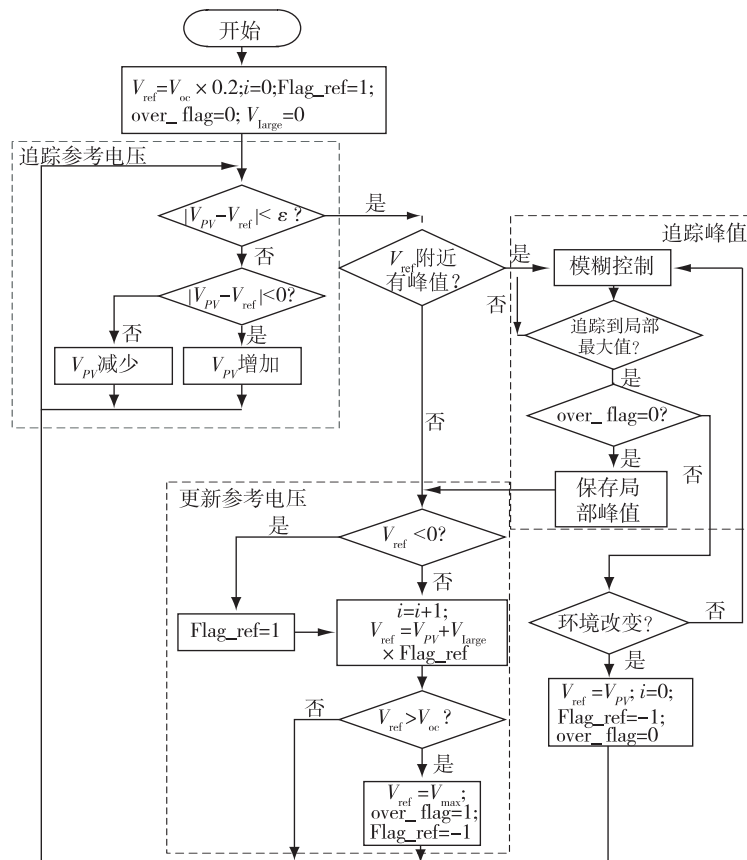 开始
V_ref=V_oc×0.2;i=0;Flag_ref=1;
over_flag=0; V_large=0
追踪参考电压
|V_PV-V_ref|< ε ?
是
否
|V_PV-V_ref|<0?
否
是
V_PV减少
V_PV增加
V_ref附近
有峰值?
是
否
否
追踪峰值
模糊控制
追踪到局部
最大值?
是
over_flag=0?
是
否
保存局
部峰值
更新参考电压
是
V_ref<0?
否
Flag_ref=1
i=i+1;
V_ref=V_PV+V_large
×Flag_ref
否
V_ref>V_oc?
是
V_ref=V_max;
over_flag=1;
Flag_ref=-1
环境改变?
否
是
V_ref=V_PV; i=0;
Flag_ref=-1;
over_flag=0